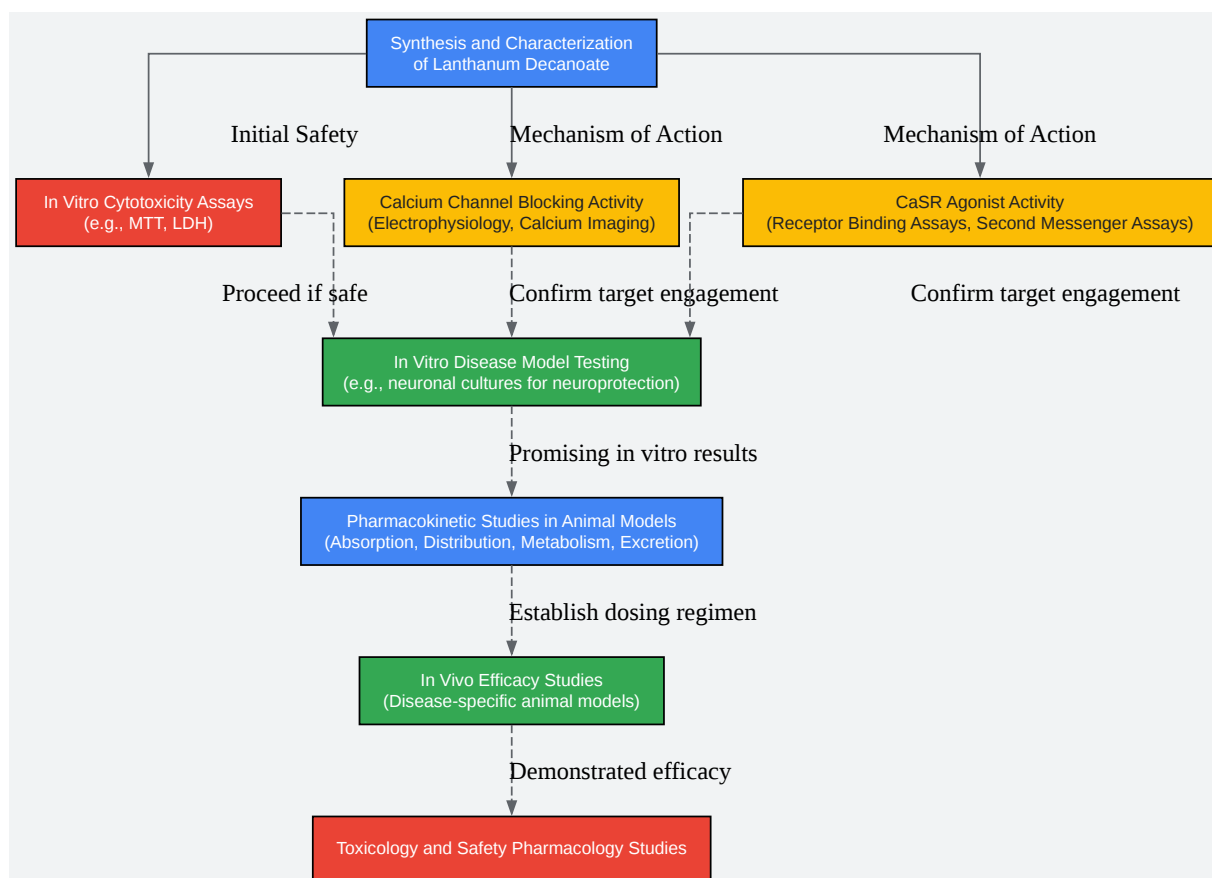 Synthesis and Characterization
of Lanthanum Decanoate
Initial Safety
Mechanism of Action
Mechanism of Action
In Vitro Cytotoxicity Assays
(e.g., MTT, LDH)
Calcium Channel Blocking Activity
(Electrophysiology, Calcium Imaging)
CaSR Agonist Activity
(Receptor Binding Assays, Second Messenger Assays)
Proceed if safe
Confirm target engagement
Confirm target engagement
In Vitro Disease Model Testing
(e.g., neuronal cultures for neuroprotection)
Promising in vitro results
Pharmacokinetic Studies in Animal Models
(Absorption, Distribution, Metabolism, Excretion)
Establish dosing regimen
In Vivo Efficacy Studies
(Disease-specific animal models)
Demonstrated efficacy
Toxicology and Safety Pharmacology Studies